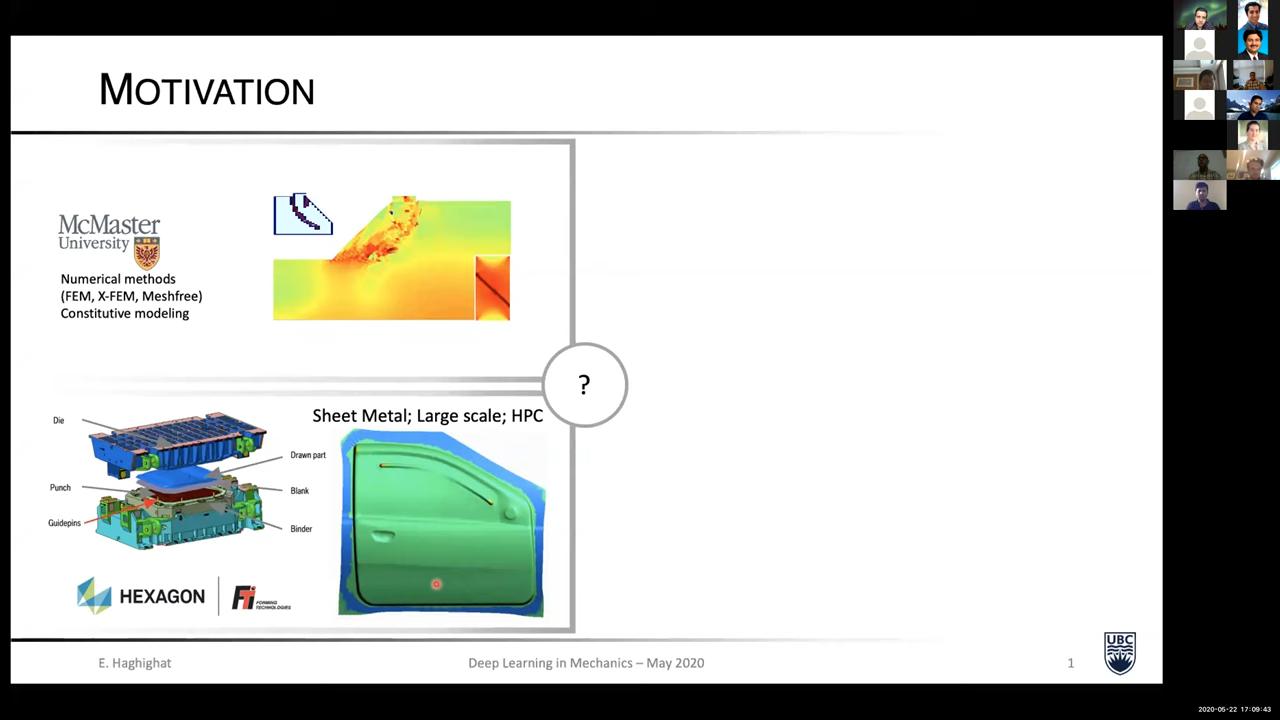 MOTIVATION
McMaster
University
Numerical methods
(FEM, X-FEM, Meshfree)
Constitutive modeling
?
Sheet Metal; Large scale; HPC
Die
Drawn part
Punch
Blank
Guidepins
Binder
HEXAGON
FTI
FORMING
TECHNOLOGIES
E. Haghighat
Deep Learning in Mechanics – May 2020
1
UBC
2020-05-22 17:09:43